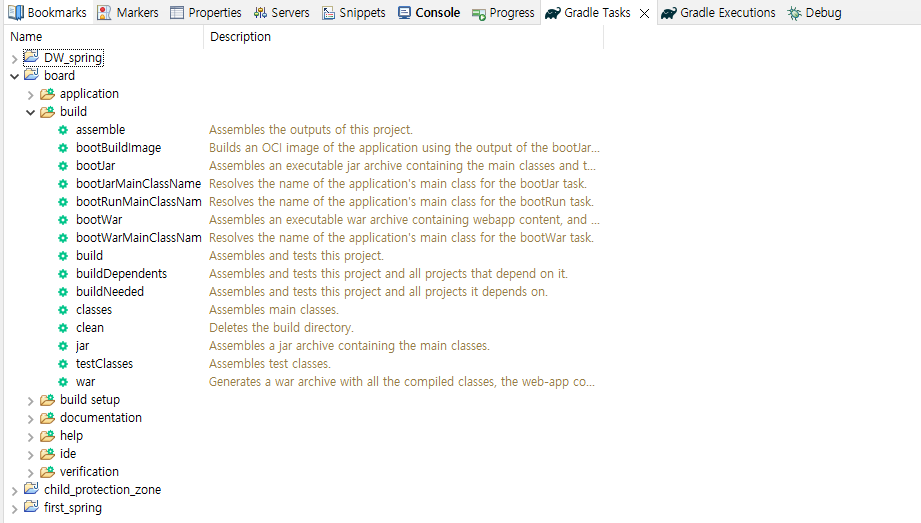 Bookmarks Markers Properties Servers Snippets Console Progress Gradle Tasks Gradle Executions Debug
Name Description
DW_spring
board
application
build
assemble Assembles the outputs of this project.
bootBuildImage Builds an OCI image of the application using the output of the bootJar...
bootJar Assembles an executable jar archive containing the main classes and t...
bootJarMainClassName Resolves the name of the application's main class for the bootJar task.
bootRunMainClassNam Resolves the name of the application's main class for the bootRun task.
bootWar Assembles an executable war archive containing webapp content, and ...
bootWarMainClassNam Resolves the name of the application's main class for the bootWar task.
build Assembles and tests this project.
buildDependents Assembles and tests this project and all projects that depend on it.
buildNeeded Assembles and tests this project and all projects it depends on.
classes Assembles main classes.
clean Deletes the build directory.
jar Assembles a jar archive containing the main classes.
testClasses Assembles test classes.
war Generates a war archive with all the compiled classes, the web-app co...
build setup
documentation
help
ide
verification
child_protection_zone
first_spring